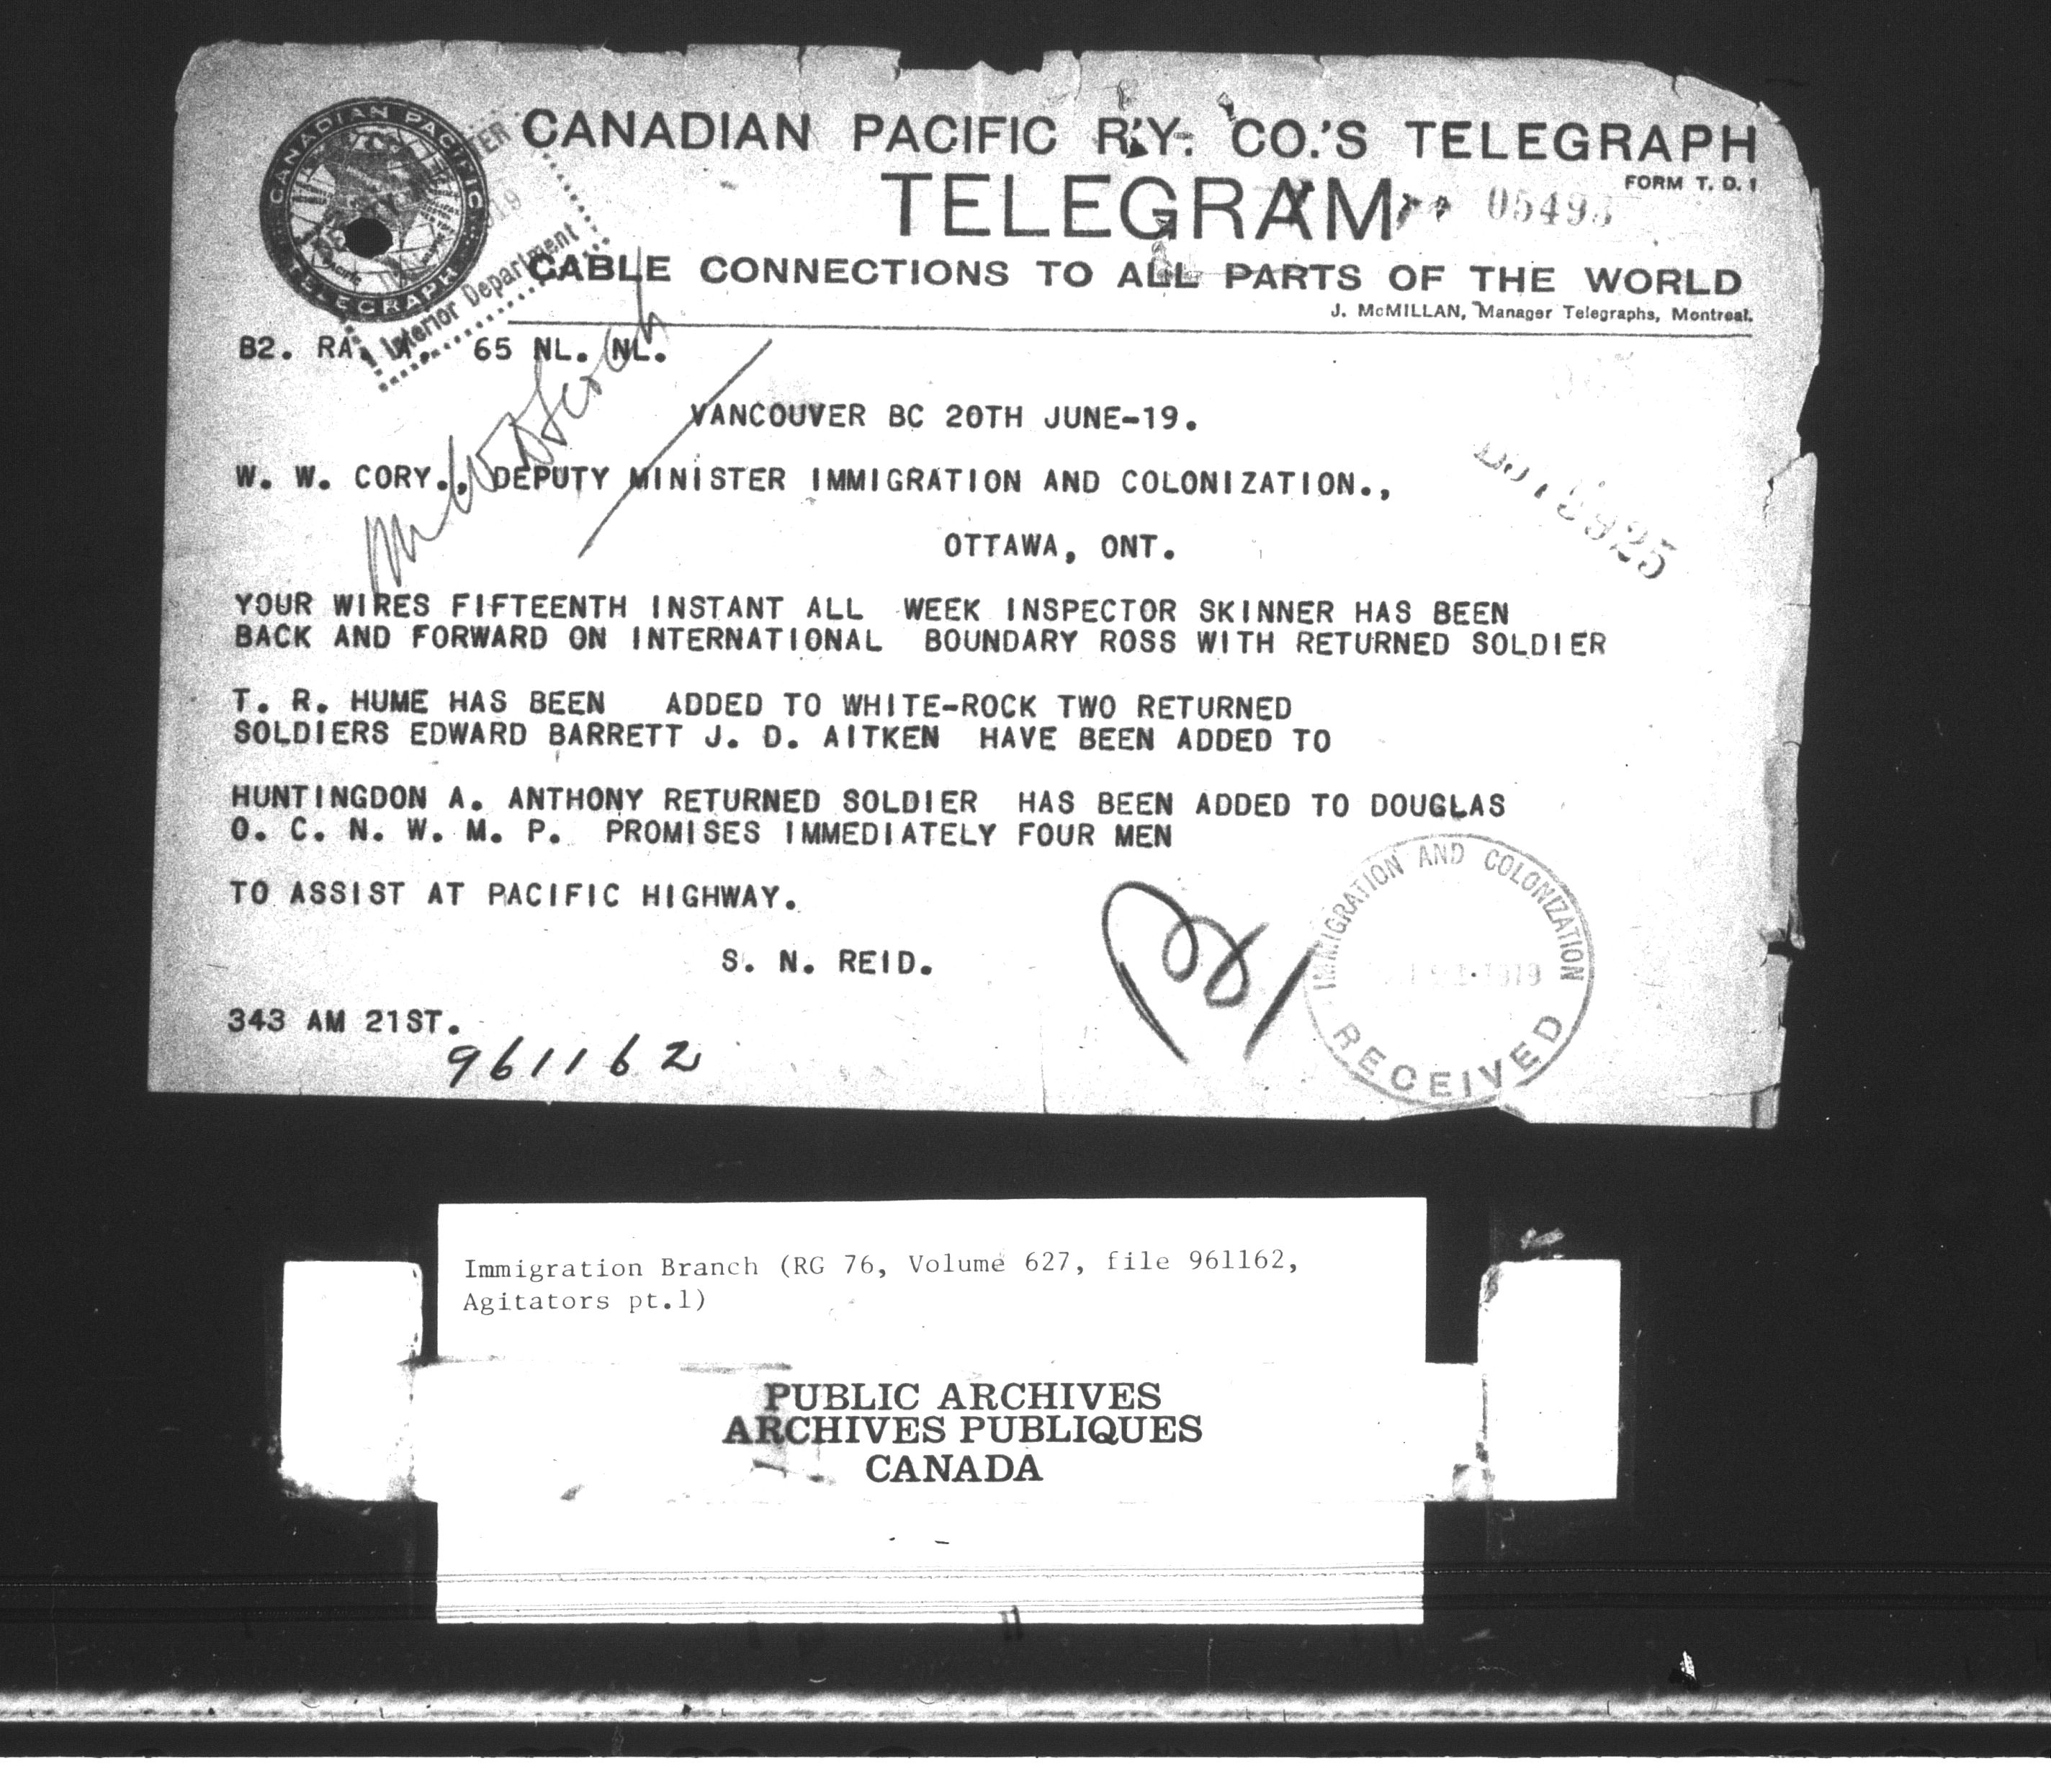 CANADIAN PACIFIC R'Y. CO.'S TELEGRAPH
FORM T. D. 1
TELEGRAM
CABLE CONNECTIONS TO ALL PARTS OF THE WORLD
J. McMILLAN, Manager Telegraphs, Montreal.
CANADIAN PACIFIC
TELEGRAPH
Interior Department
B2. RA. 65 NL. NL.
VANCOUVER BC 20TH JUNE-19.
W. W. CORY., DEPUTY MINISTER IMMIGRATION AND COLONIZATION.,
OTTAWA, ONT.
YOUR WIRES FIFTEENTH INSTANT ALL WEEK INSPECTOR SKINNER HAS BEEN
BACK AND FORWARD ON INTERNATIONAL BOUNDARY ROSS WITH RETURNED SOLDIER
T. R. HUME HAS BEEN ADDED TO WHITE-ROCK TWO RETURNED
SOLDIERS EDWARD BARRETT J. D. AITKEN HAVE BEEN ADDED TO
HUNTINGDON A. ANTHONY RETURNED SOLDIER HAS BEEN ADDED TO DOUGLAS
O. C. N. W. M. P. PROMISES IMMEDIATELY FOUR MEN
TO ASSIST AT PACIFIC HIGHWAY.
S. N. REID.
343 AM 21ST.
961162
IMMIGRATION AND COLONIZATION
RECEIVED
Immigration Branch (RG 76, Volume 627, file 961162,
Agitators pt.1)
PUBLIC ARCHIVES
ARCHIVES PUBLIQUES
CANADA